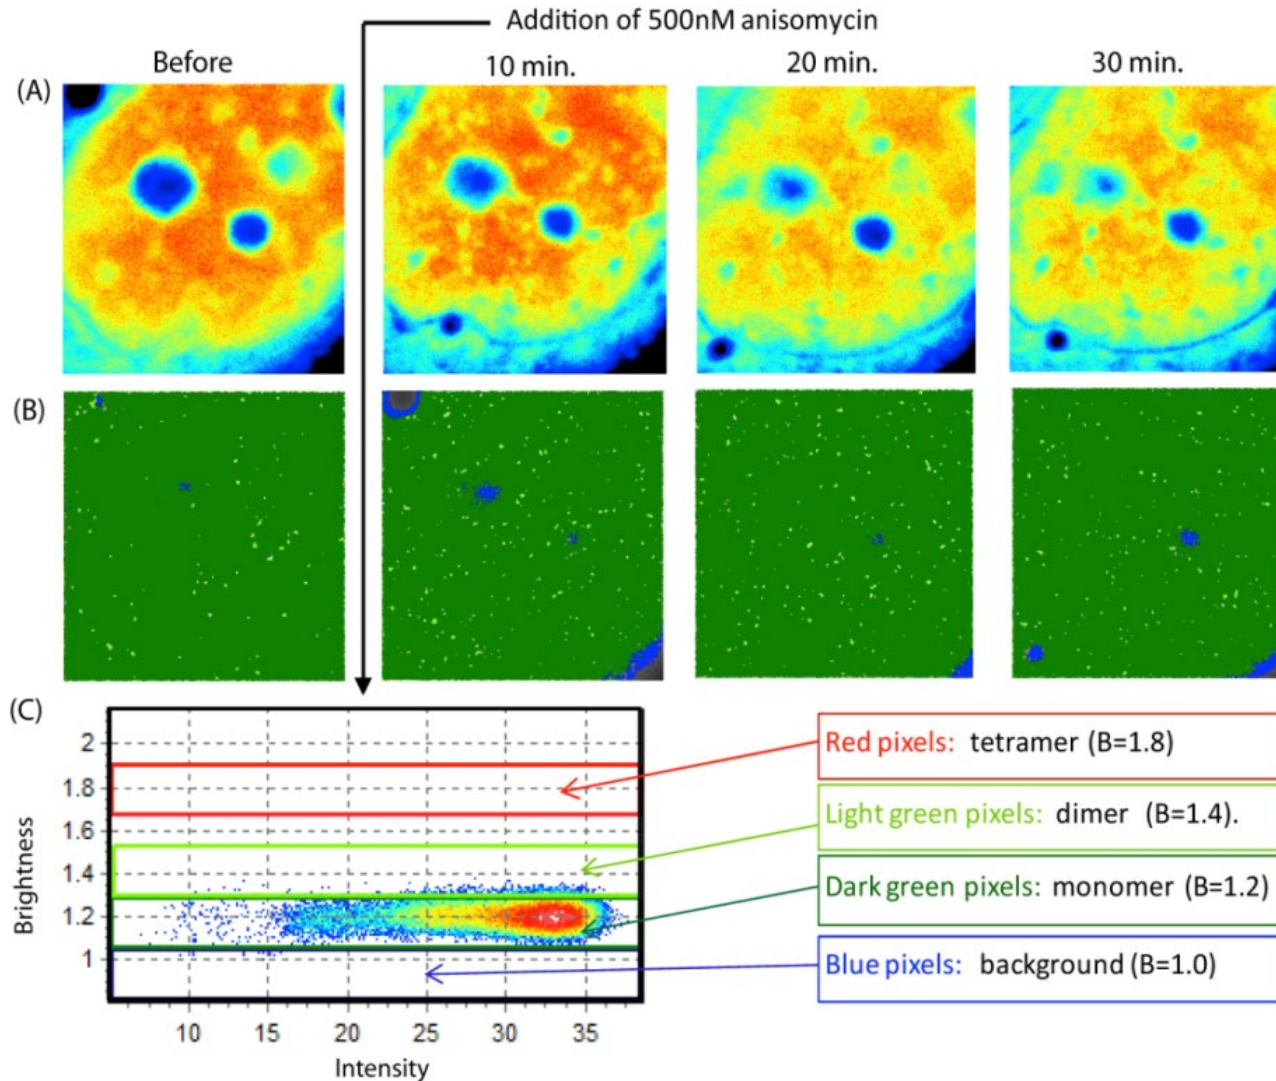 Addition of 500nM anisomycin
Before
10 min.
20 min.
30 min.
(A)
(B)
(C)
2
1.8
1.6
1.4
1.2
1
Brightness
10
15
20
25
30
35
Intensity
Red pixels: tetramer (B=1.8)
Light green pixels: dimer (B=1.4).
Dark green pixels: monomer (B=1.2)
Blue pixels: background (B=1.0)